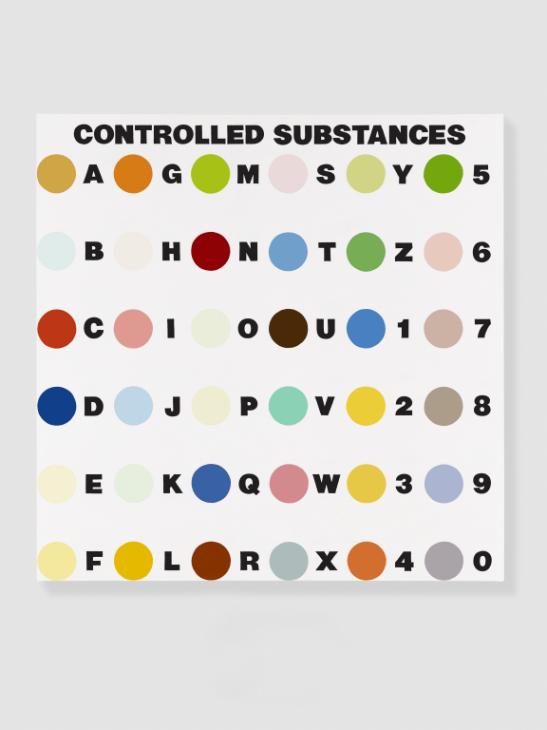 CONTROLLED SUBSTANCES
A G M S Y 5
B H N T Z 6
C I O U 1 7
D J P V 2 8
E K Q W 3 9
F L R X 4 0